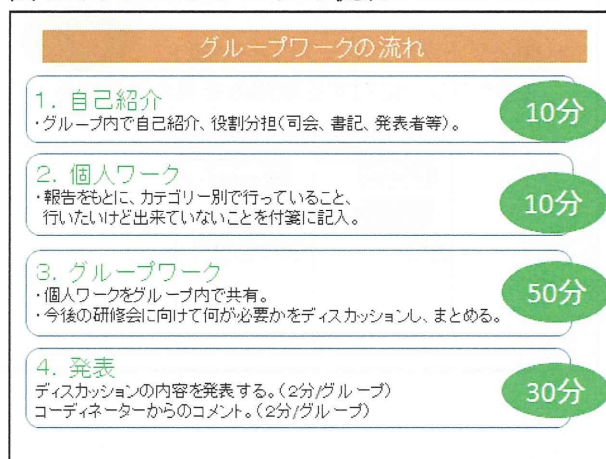 グループワークの流れ
1. 自己紹介
・グループ内で自己紹介、役割分担(司会、書記、発表者等)。
10分
2. 個人ワーク
・報告をもとに、カテゴリー別で行っていること、
行いたいけど出来ていないことを付箋に記入。
10分
3. グループワーク
・個人ワークをグループ内で共有。
・今後の研修会に向けて何が必要かをディスカッションし、まとめる。
50分
4. 発表
ディスカッションの内容を発表する。(2分/グループ)
コーディネーターからのコメント。(2分/グループ)
30分